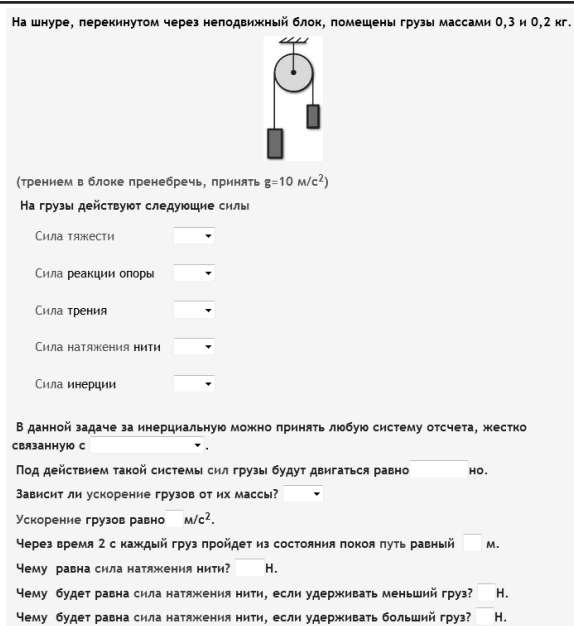 На шнуре, перекинутом через неподвижный блок, помещены грузы массами 0,3 и 0,2 кг.
(трением в блоке пренебречь, принять g=10 м/с²)
На грузы действуют следующие силы
Сила тяжести
Сила реакции опоры
Сила трения
Сила натяжения нити
Сила инерции
В данной задаче за инерциальную можно принять любую систему отсчета, жестко
связанную с .
Под действием такой системы сил грузы будут двигаться равно но.
Зависит ли ускорение грузов от их массы?
Ускорение грузов равно м/с².
Через время 2 с каждый груз пройдет из состояния покоя путь равный м.
Чему равна сила натяжения нити? Н.
Чему будет равна сила натяжения нити, если удерживать меньший груз? Н.
Чему будет равна сила натяжения нити, если удерживать больший груз? Н.